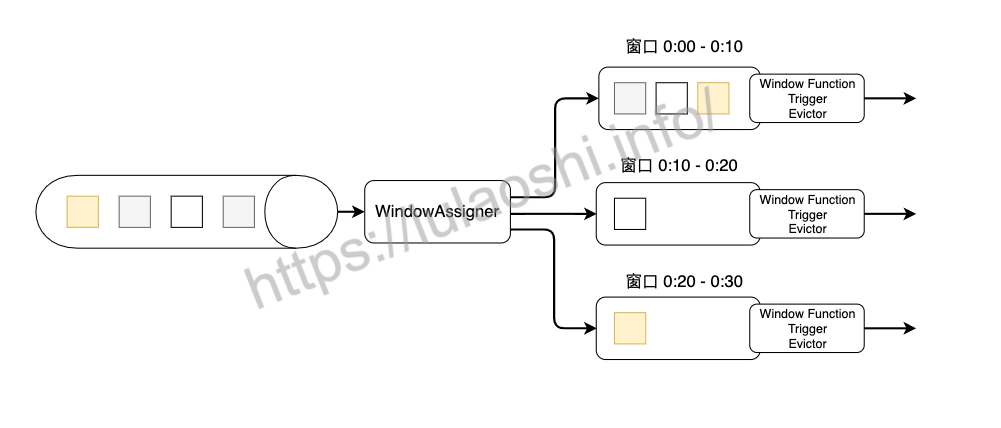 窗口 0:00 - 0:10
Window Function
Trigger
Evictor
窗口 0:10 - 0:20
WindowAssigner
Window Function
Trigger
Evictor
窗口 0:20 - 0:30
Window Function
Trigger
Evictor
https://lulaoshi.info/